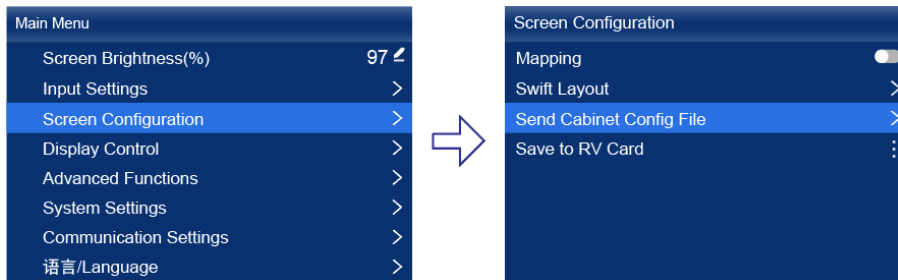 Main Menu
Screen Brightness(%) 97
Input Settings
Screen Configuration
Display Control
Advanced Functions
System Settings
Communication Settings
语言/Language
Screen Configuration
Mapping
Swift Layout
Send Cabinet Config File
Save to RV Card